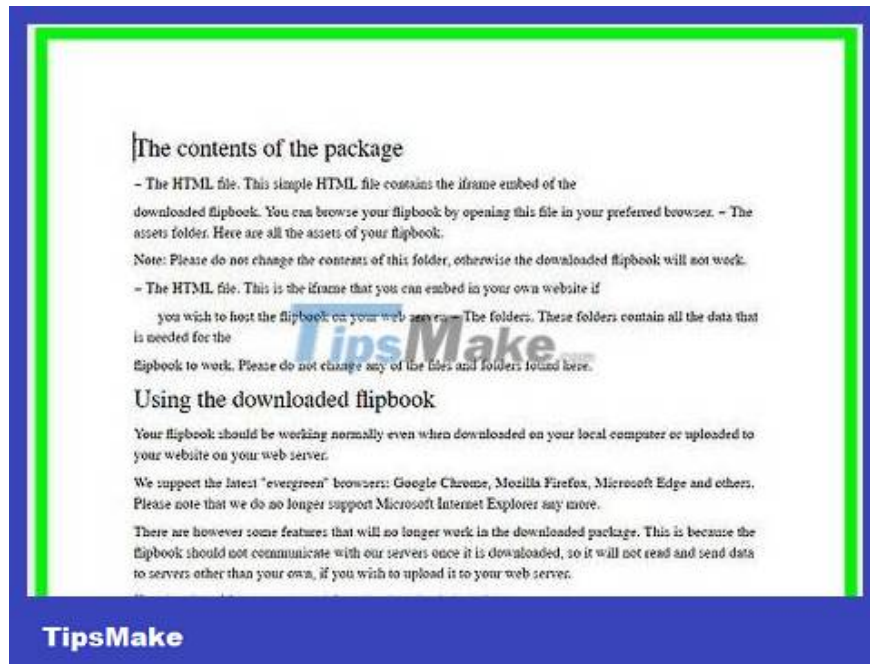 The contents of the package
– The HTML file. This simple HTML file contains the iframe embed of the
downloaded flipbook. You can browse your flipbook by opening this file in your preferred browser. – The
assets folder. Here are all the assets of your flipbook.
Note: Please do not change the contents of this folder, otherwise the downloaded flipbook will not work.
– The HTML file. This is the iframe that you can embed in your own website if
you wish to host the flipbook on your web server. – The folders. These folders contain all the data that
is needed for the
flipbook to work. Please do not change any of the files and folders found here.
TipsMake.com
Using the downloaded flipbook
Your flipbook should be working normally even when downloaded on your local computer or uploaded to
your website on your web server.
We support the latest "evergreen" browsers: Google Chrome, Mozilla Firefox, Microsoft Edge and others.
Please note that we do no longer support Microsoft Internet Explorer any more.
There are however some features that will no longer work in the downloaded package. This is because the
flipbook should not communicate with our servers once it is downloaded, so it will not read and send data
to servers other than your own, if you wish to upload it to your web server.
TipsMake